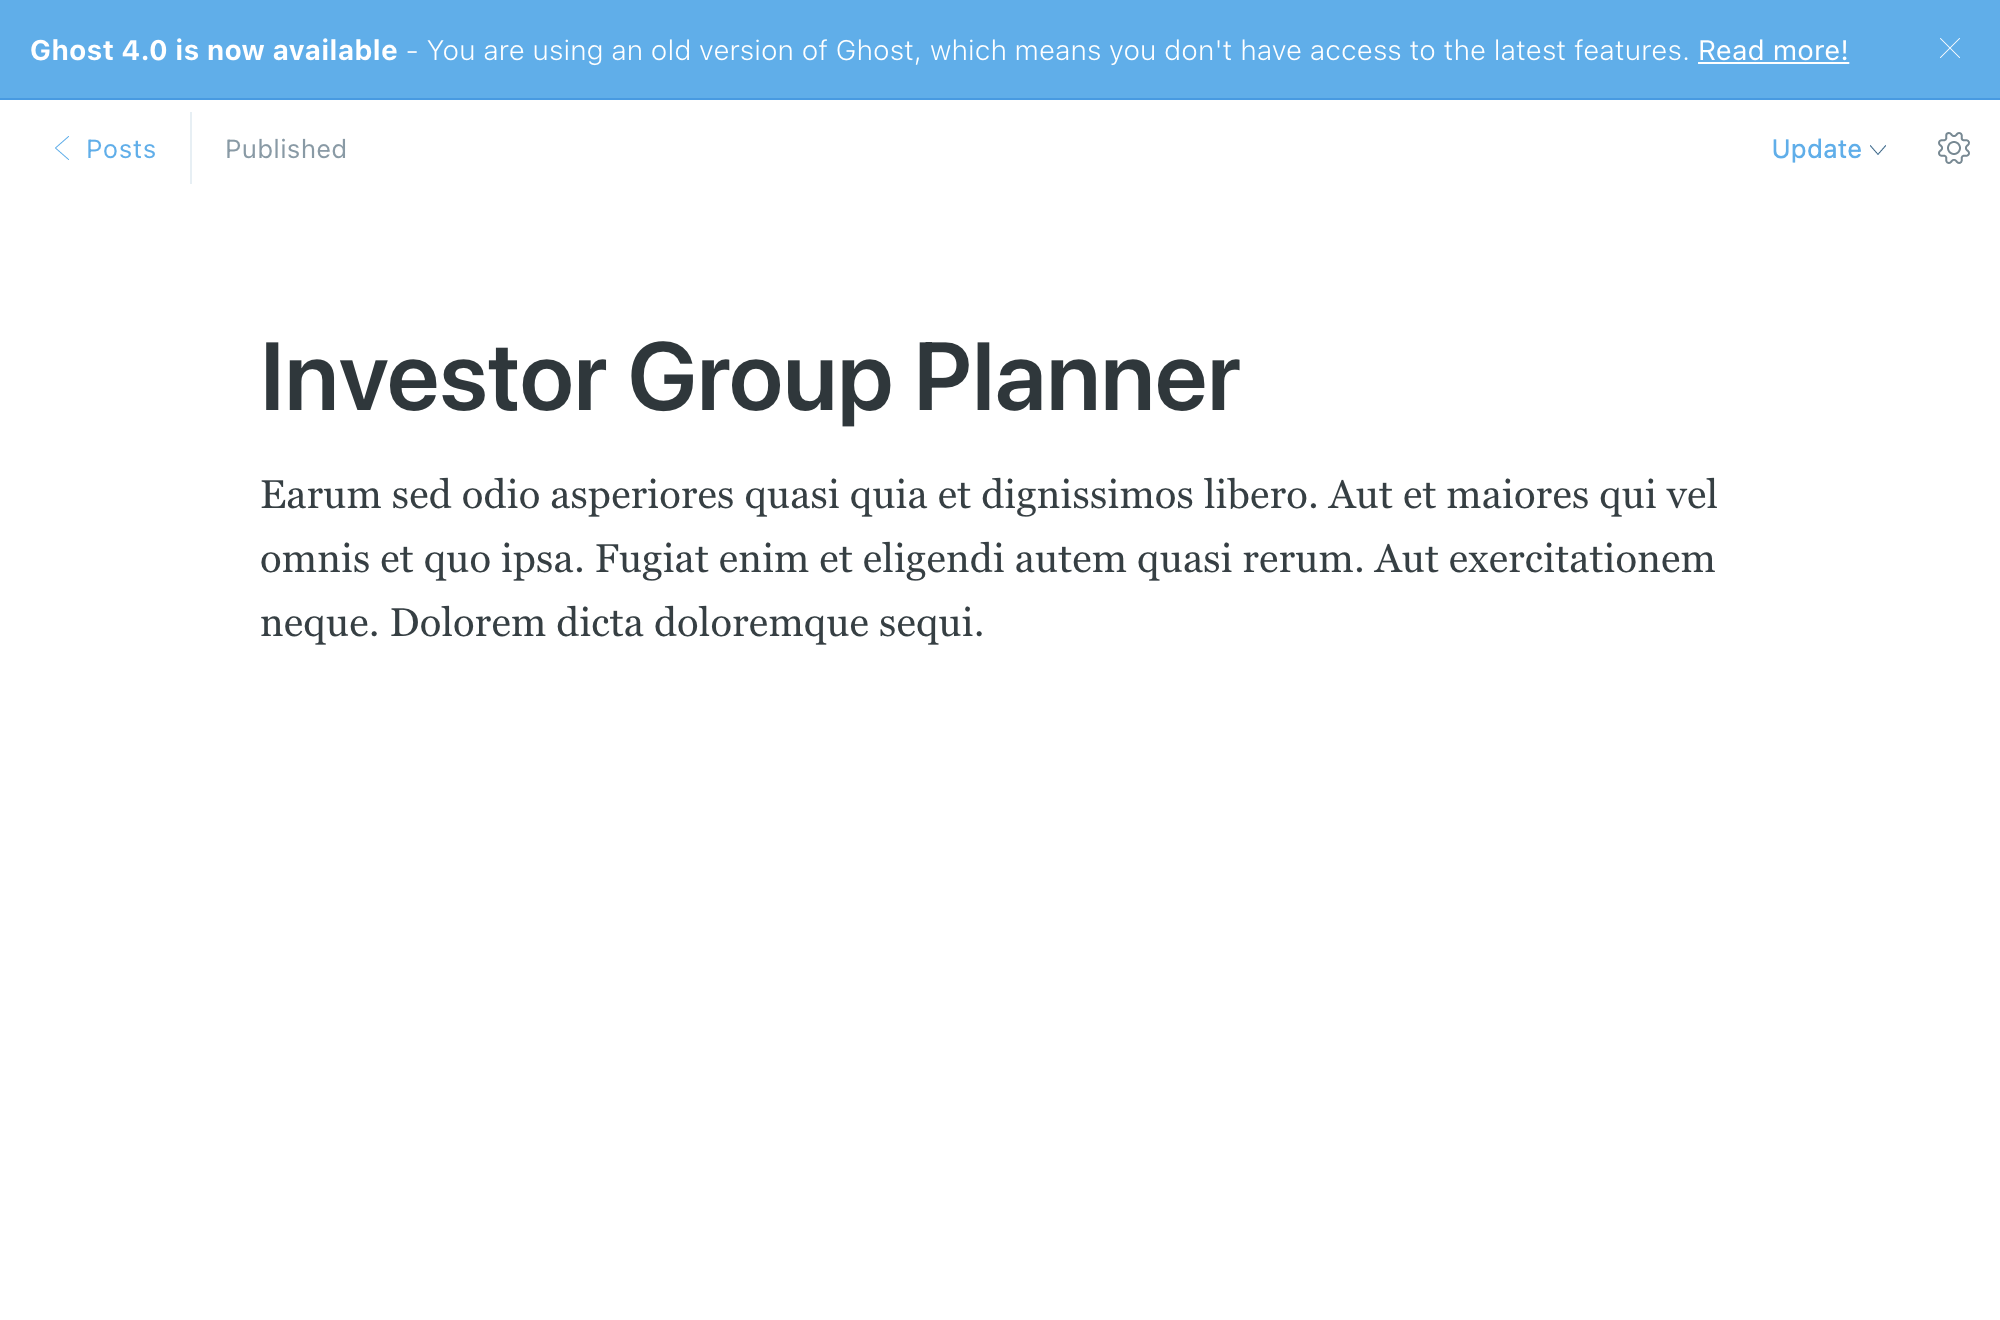 Ghost 4.0 is now available - You are using an old version of Ghost, which means you don't have access to the latest features. Read more!
Posts
Published
Update
Investor Group Planner
Earum sed odio asperiores quasi quia et dignissimos libero. Aut et maiores qui vel
omnis et quo ipsa. Fugiat enim et eligendi autem quasi rerum. Aut exercitationem
neque. Dolorem dicta doloremque sequi.